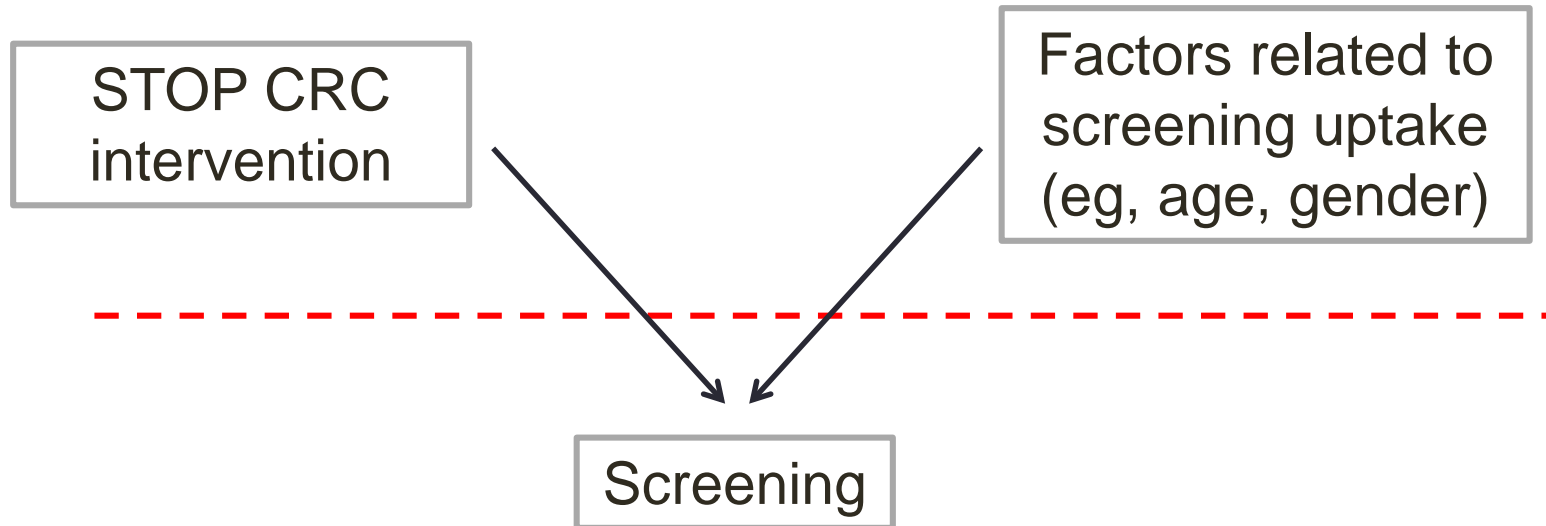 STOP CRC
intervention
Factors related to
screening uptake
(eg, age, gender)
Screening